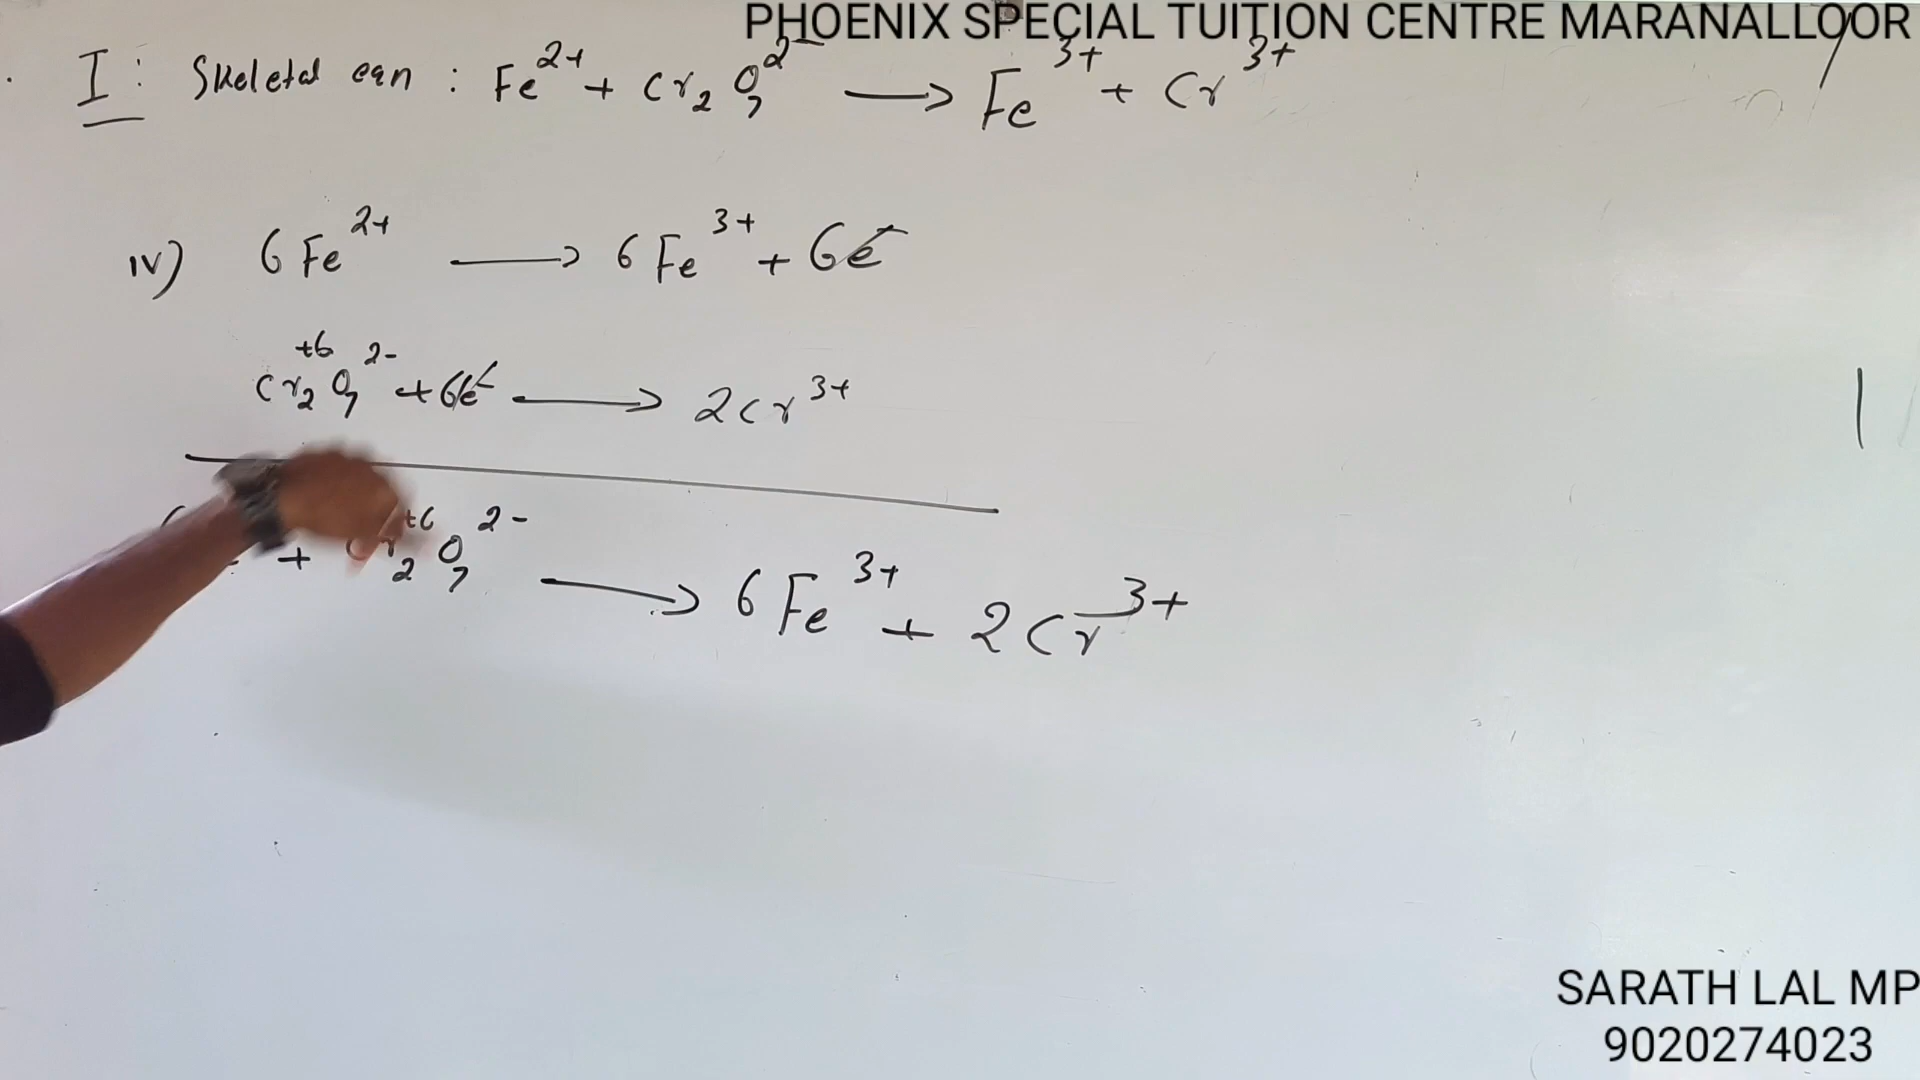 PHOENIX SPECIAL TUITION CENTRE MARANALLOOR
I : Skeletal eqn : Fe²⁺ + Cr₂O₇²⁻ → Fe³⁺ + Cr³⁺
iv) 6Fe²⁺ → 6Fe³⁺ + 6e⁻
+6
Cr₂O₇²⁻ + 6e⁻ → 2Cr³⁺
+6
+ Cr₂O₇²⁻ → 6Fe³⁺ + 2Cr³⁺
SARATH LAL MP
9020274023